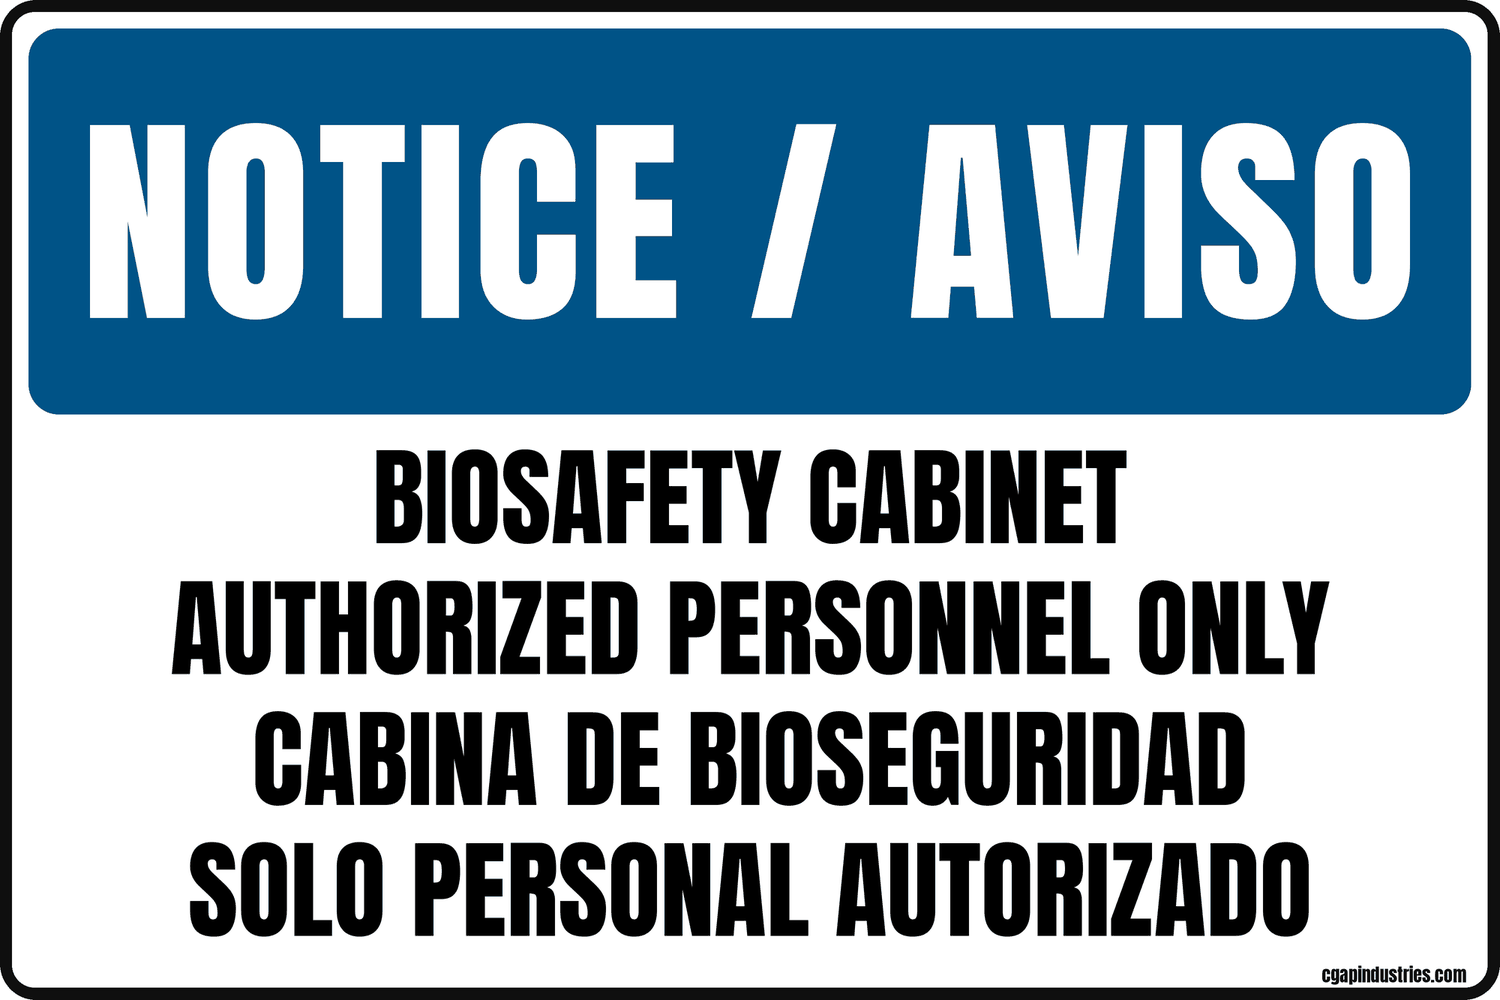 NOTICE / AVISO
BIOSAFETY CABINET
AUTHORIZED PERSONNEL ONLY
CABINA DE BIOSEGURIDAD
SOLO PERSONAL AUTORIZADO
cgapindustries.com